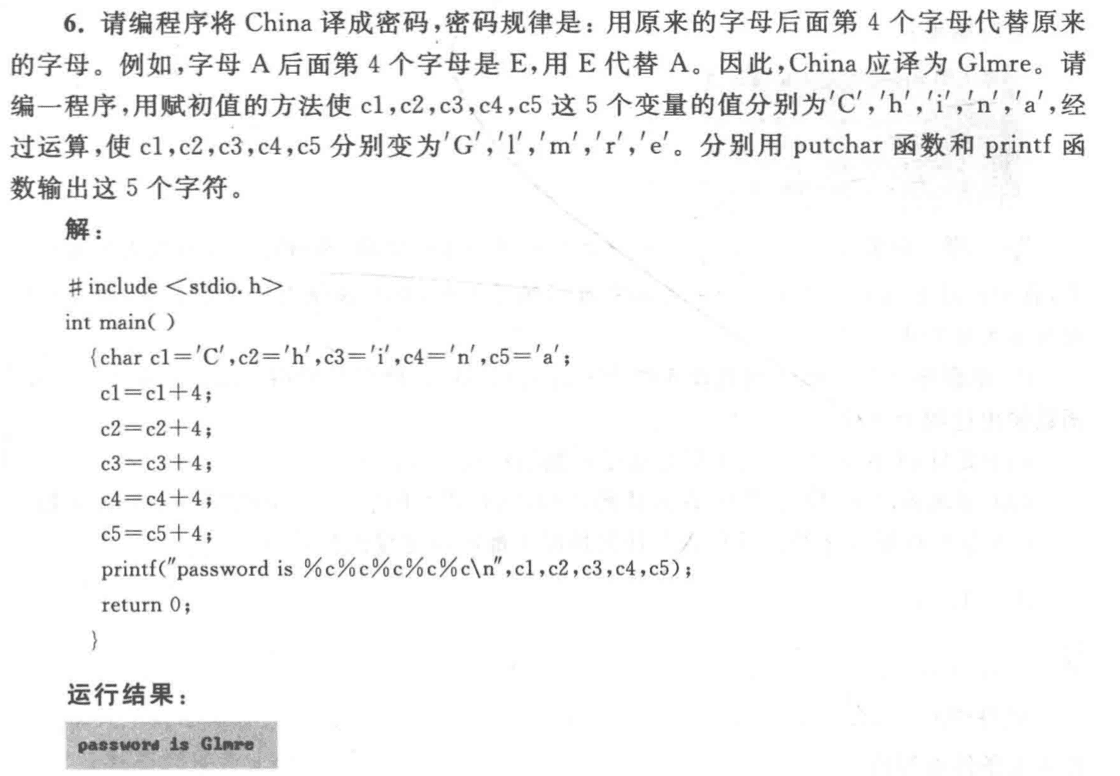 6. 请编程序将 China 译成密码,密码规律是：用原来的字母后面第 4 个字母代替原来
的字母。例如,字母 A 后面第 4 个字母是 E,用 E 代替 A。因此,China 应译为 Glmre。请
编一程序,用赋初值的方法使 c1,c2,c3,c4,c5 这 5 个变量的值分别为'C','h','i','n','a',经
过运算,使 c1,c2,c3,c4,c5 分别变为'G','l','m','r','e'。分别用 putchar 函数和 printf 函
数输出这 5 个字符。
解：
#include <stdio.h>
int main( )
{char c1='C',c2='h',c3='i',c4='n',c5='a';
c1=c1+4;
c2=c2+4;
c3=c3+4;
c4=c4+4;
c5=c5+4;
printf("password is %c%c%c%c%c\n",c1,c2,c3,c4,c5);
return 0;
}
运行结果：
password is Glmre